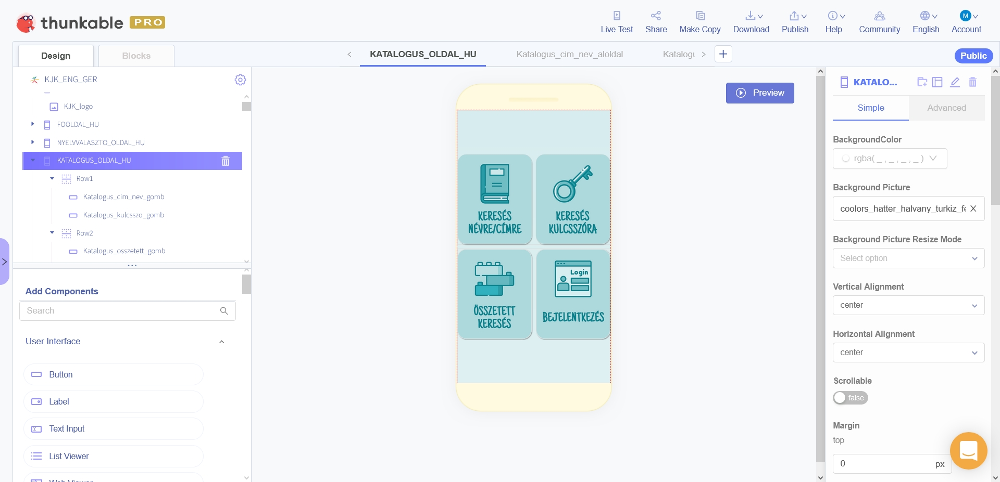 thunkable PRO
Live Test
Share
Make Copy
Download
Publish
Help
Community
English
M
Account
Design
Blocks
KATALOGUS_OLDAL_HU
Katalogus_cim_nev_aloldal
Public
KJK_ENG_GER
KJK_logo
FOOLDAL_HU
NYELVVALASZTO_OLDAL_HU
KATALOGUS_OLDAL_HU
Row1
Katalogus_cim_nev_gomb
Katalogus_kulcsszo_gomb
Row2
Katalogus_osszetett_gomb
Add Components
Search
User Interface
Button
Label
Text Input
List Viewer
Preview
KERESÉS
NÉVRE/CÍMRE
KERESÉS
KULCSSZÓRA
ÖSSZETETT
KERESÉS
Login
BEJELENTKEZÉS
KATALO...
Simple
Advanced
BackgroundColor
rgba( _ , _ , _ , _ )
Background Picture
coolors_hatter_halvany_turkiz_fe
Background Picture Resize Mode
Select option
Vertical Alignment
center
Horizontal Alignment
center
Scrollable
false
Margin
top
0 px